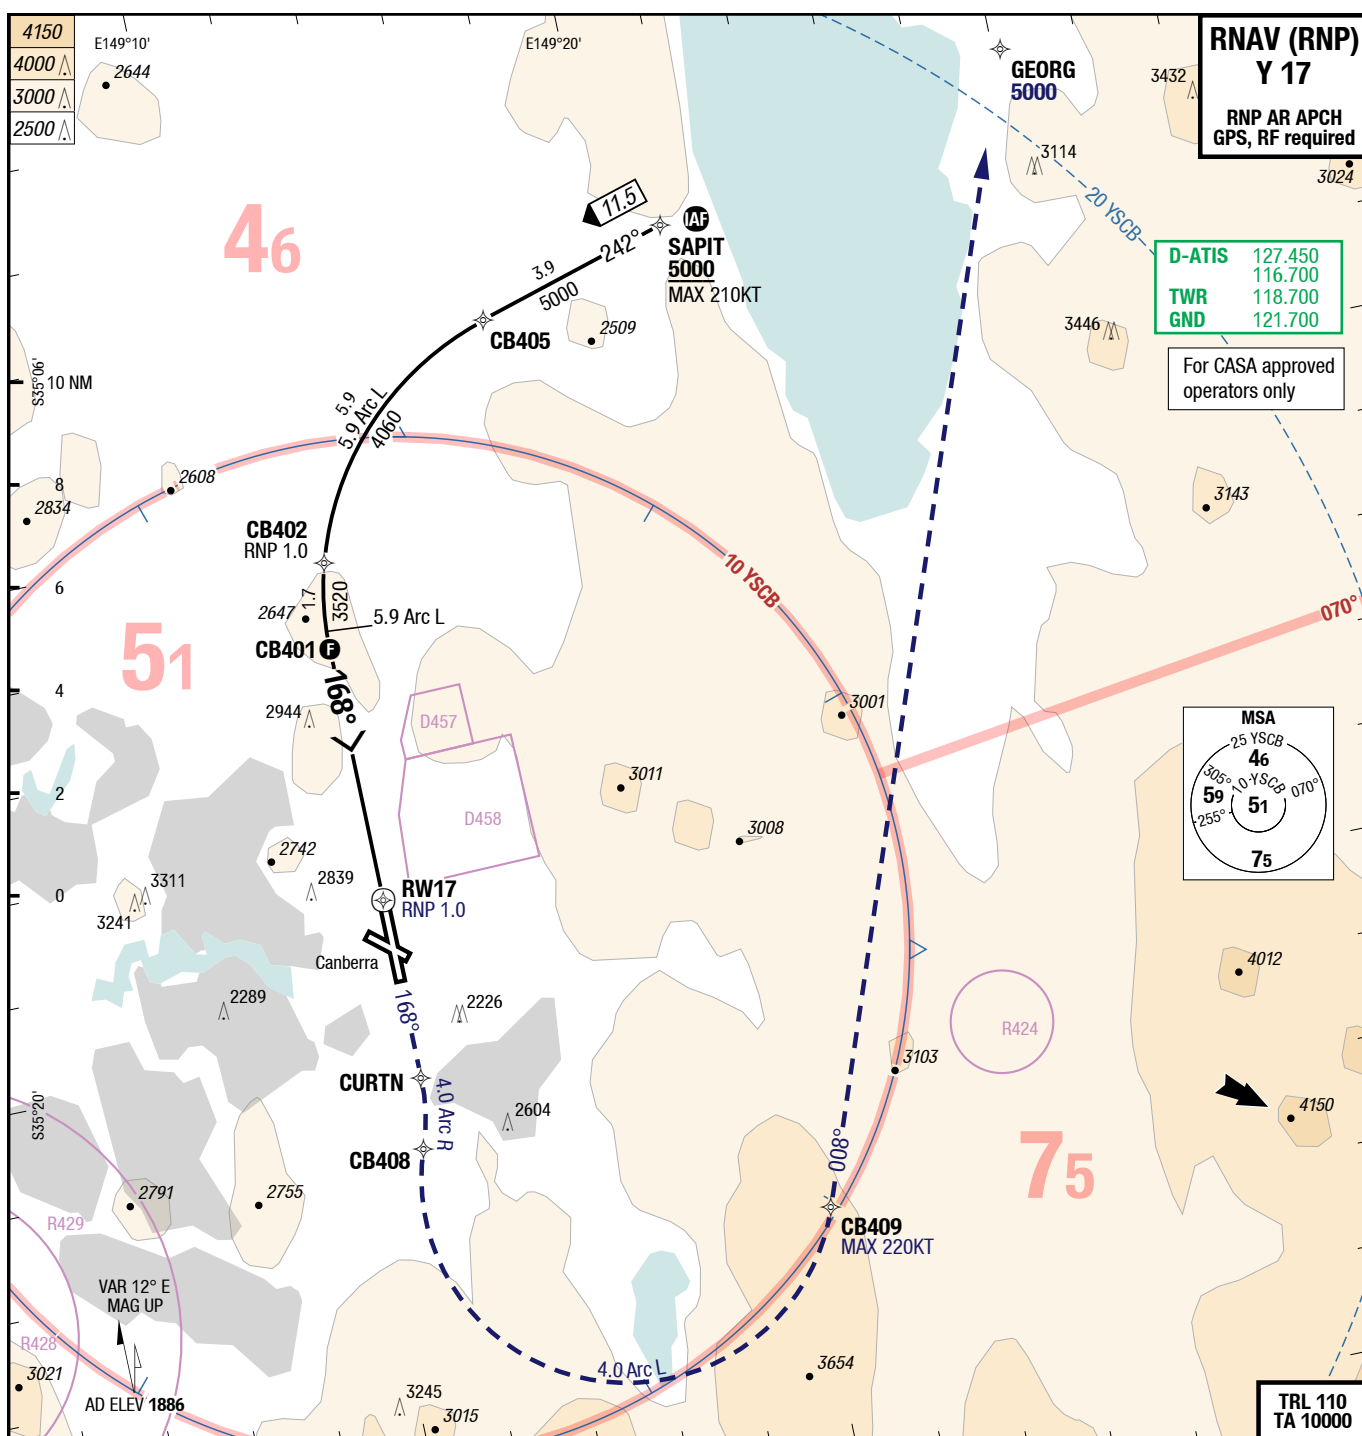 4150
4000
3000
2500
E149°10'
E149°20'
2644
RNAV (RNP)
Y 17
RNP AR APCH
GPS, RF required
GEORG
5000
3432
3114
3024
20 YSCB
46
11.5
IAF
SAPIT
5000
MAX 210KT
242°
3.9
5000
CB405
2509
D-ATIS 127.450
116.700
TWR 118.700
GND 121.700
3446
For CASA approved
operators only
S35°06'
10 NM
5.9
5.9 Arc L
4060
2608
8
2834
3143
CB402
RNP 1.0
10 YSCB
6
2647
1.7
3520
5.9 Arc L
070°
51
CB401
F
168°
4
2944
D457
3001
MSA
25 YSCB
46
305°
10 YSCB
070°
59
51
255°
75
2
3011
D458
3008
2742
2839
0
3311
3241
RW17
RNP 1.0
Canberra
4012
2289
168°
2226
R424
3103
CURTN
4.0 Arc R
2604
S35°20'
4150
CB408
008°
75
2791
2755
R429
CB409
MAX 220KT
VAR 12° E
MAG UP
R428
4.0 Arc L
3654
3021
AD ELEV 1886
3245
3015
TRL 110
TA 10000